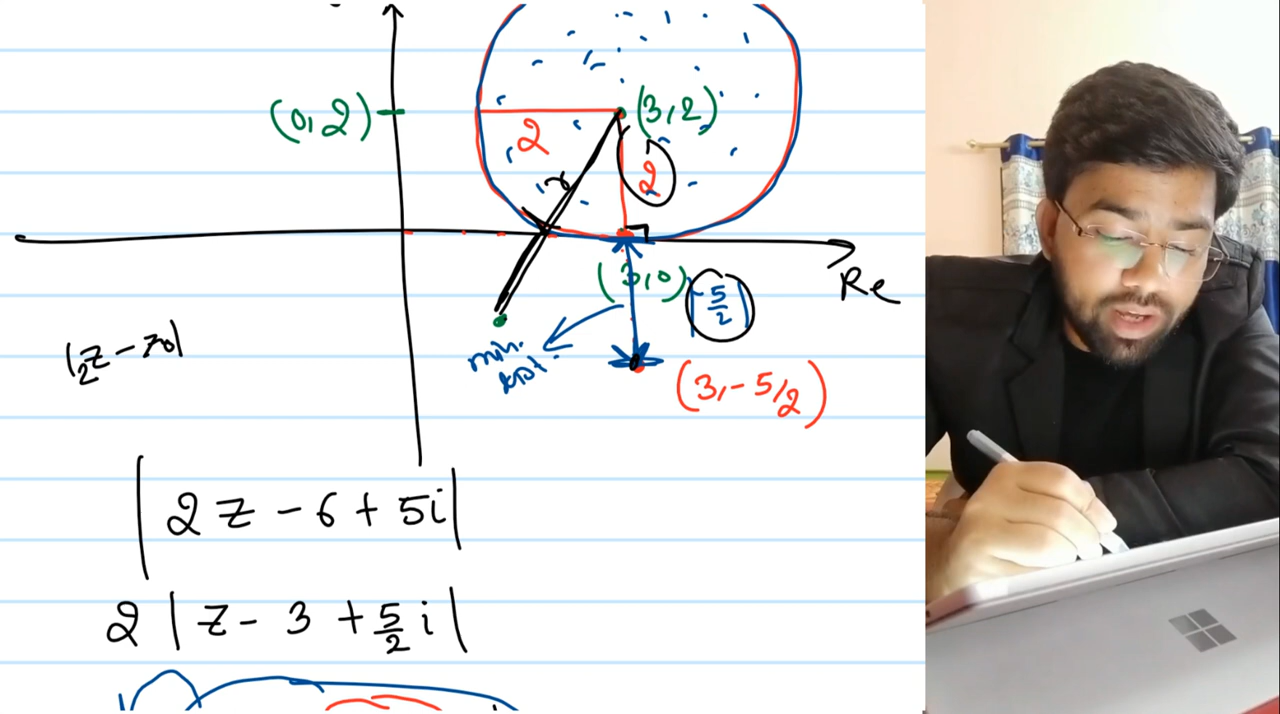 (0, 2)
(3, 2)
2
2
r
(3, 0)
|-5/2|
Re
min.
|z - z0|
(3, - 5/2)
| 2z - 6 + 5i |
2 | z - 3 + 5/2 i |